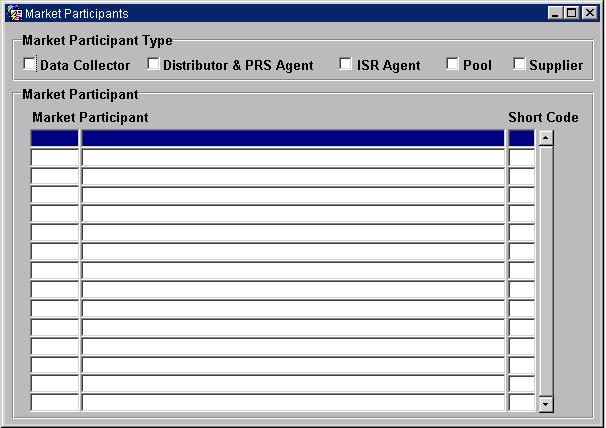 Market Participants
Market Participant Type
Data Collector Distributor & PRS Agent ISR Agent Pool Supplier
Market Participant
Market Participant Short Code